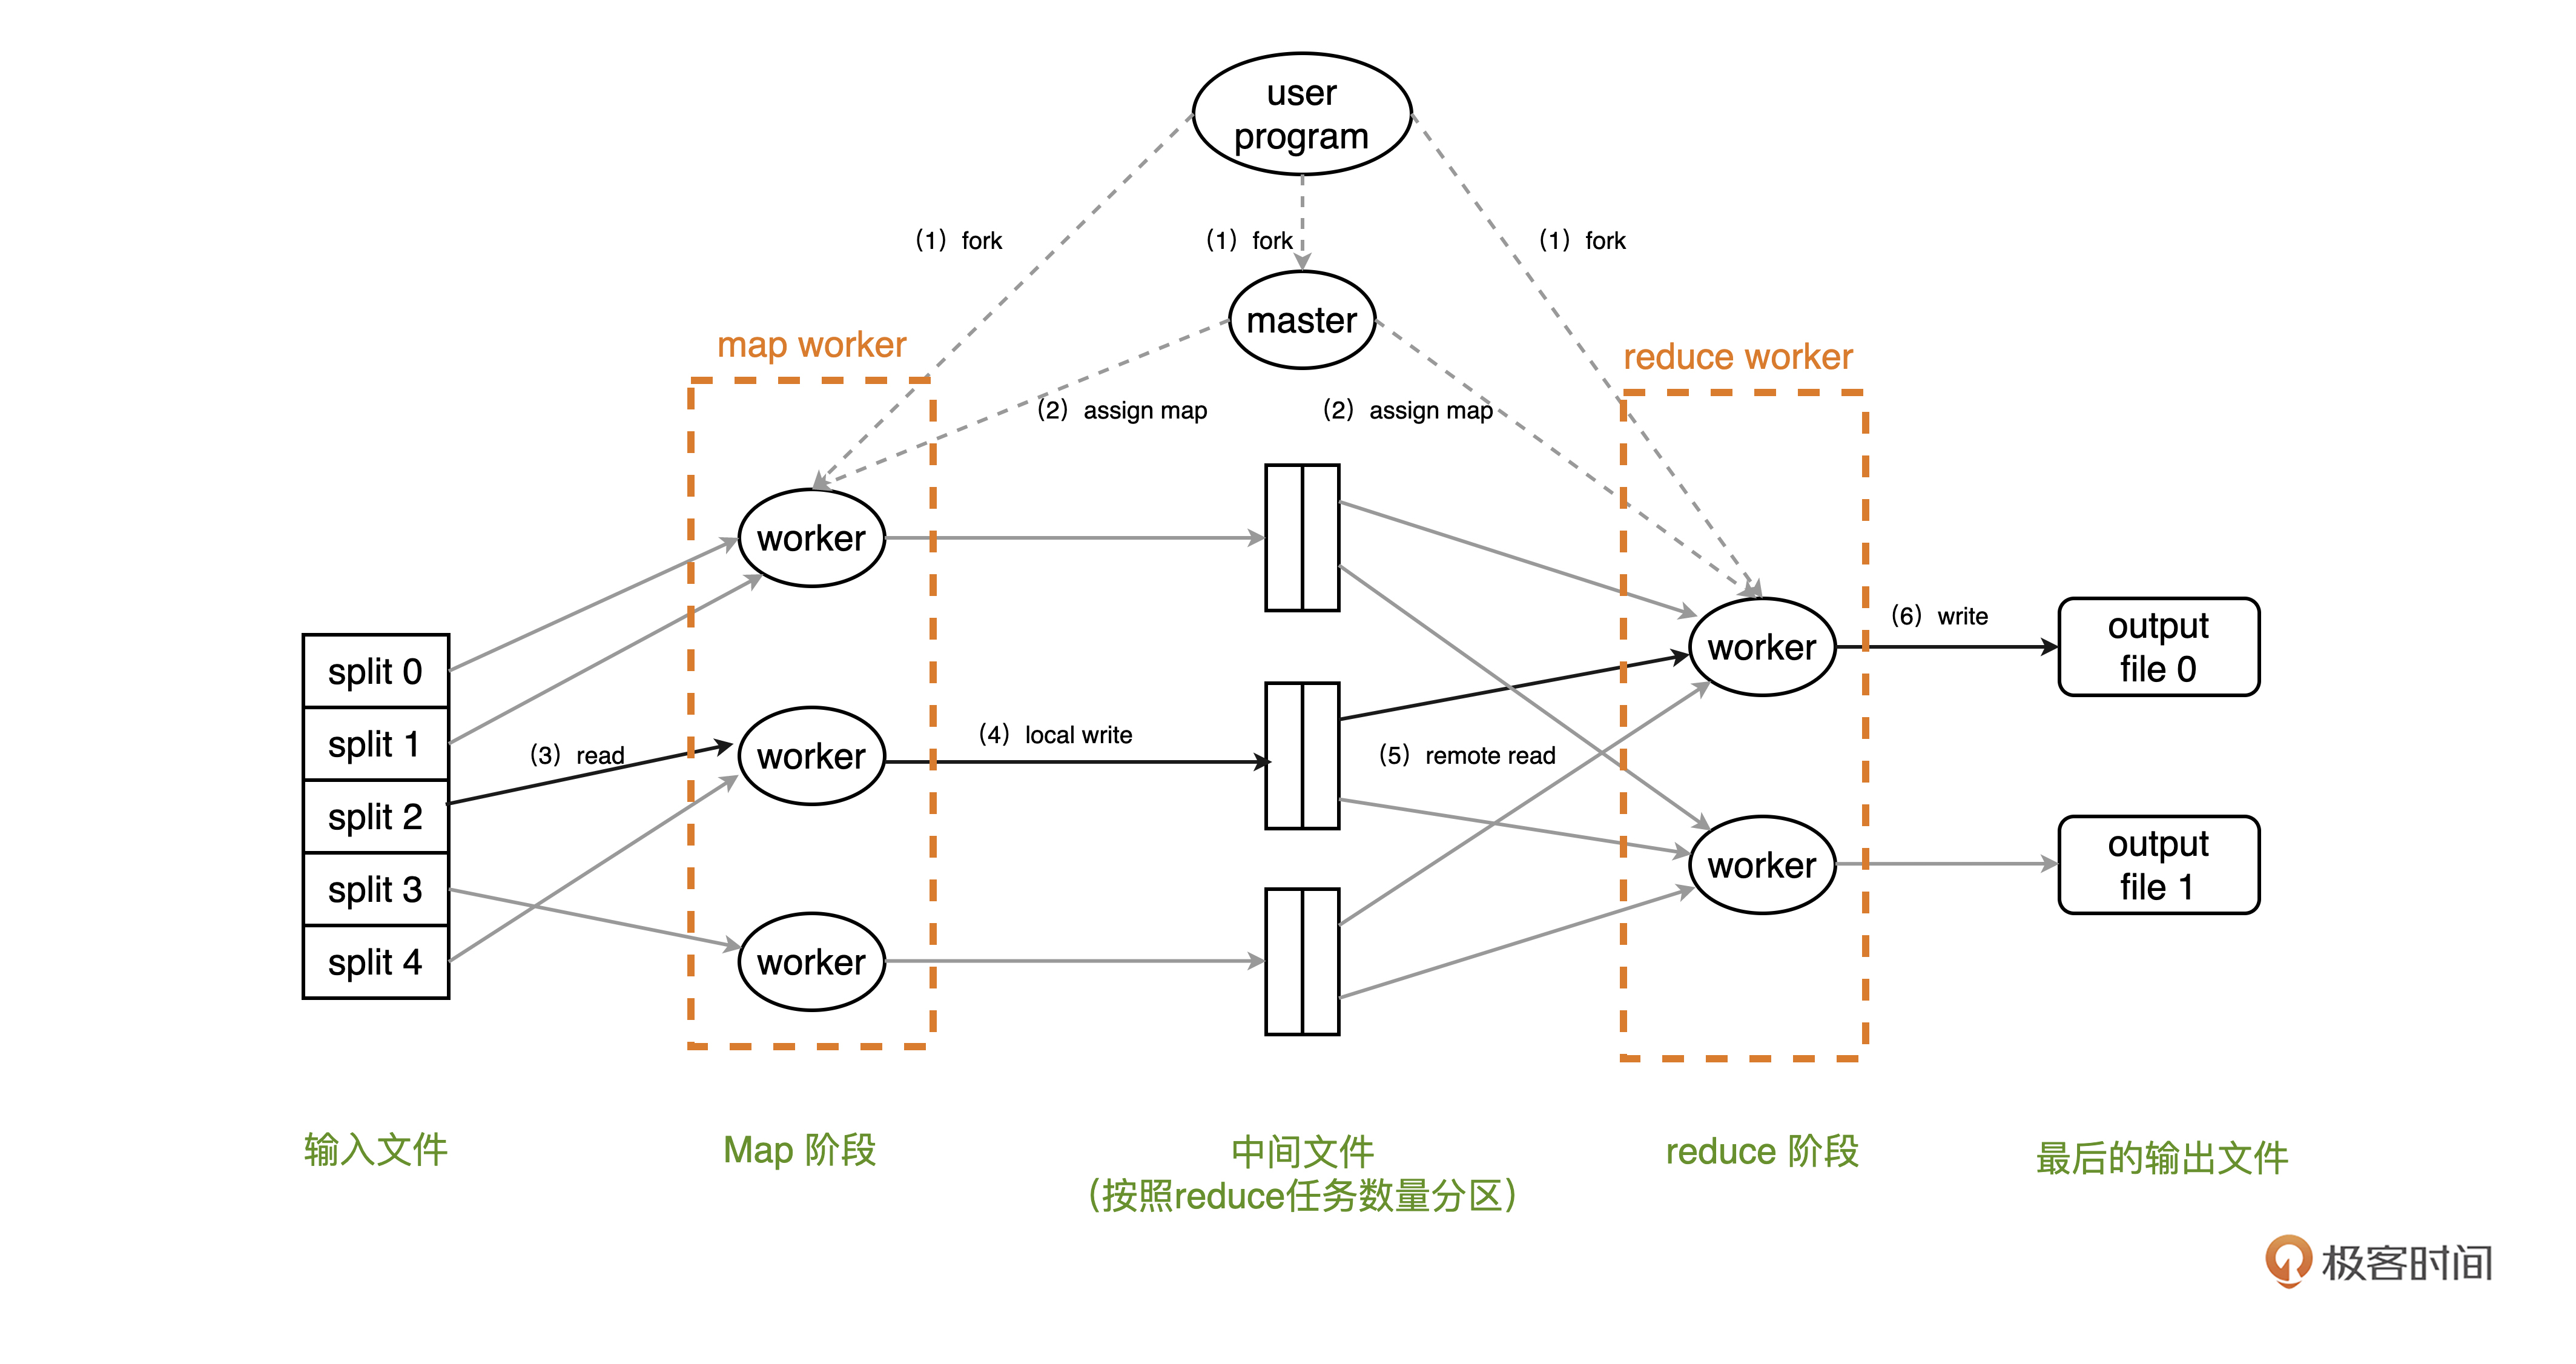 user
program
（1）fork
（1）fork
（1）fork
master
map worker
reduce worker
（2）assign map
（2）assign map
worker
split 0
split 1
split 2
split 3
split 4
（3）read
worker
（4）local write
worker
（5）remote read
worker
（6）write
output
file 0
worker
output
file 1
输入文件
Map 阶段
中间文件
（按照reduce任务数量分区）
reduce 阶段
最后的输出文件
极客时间